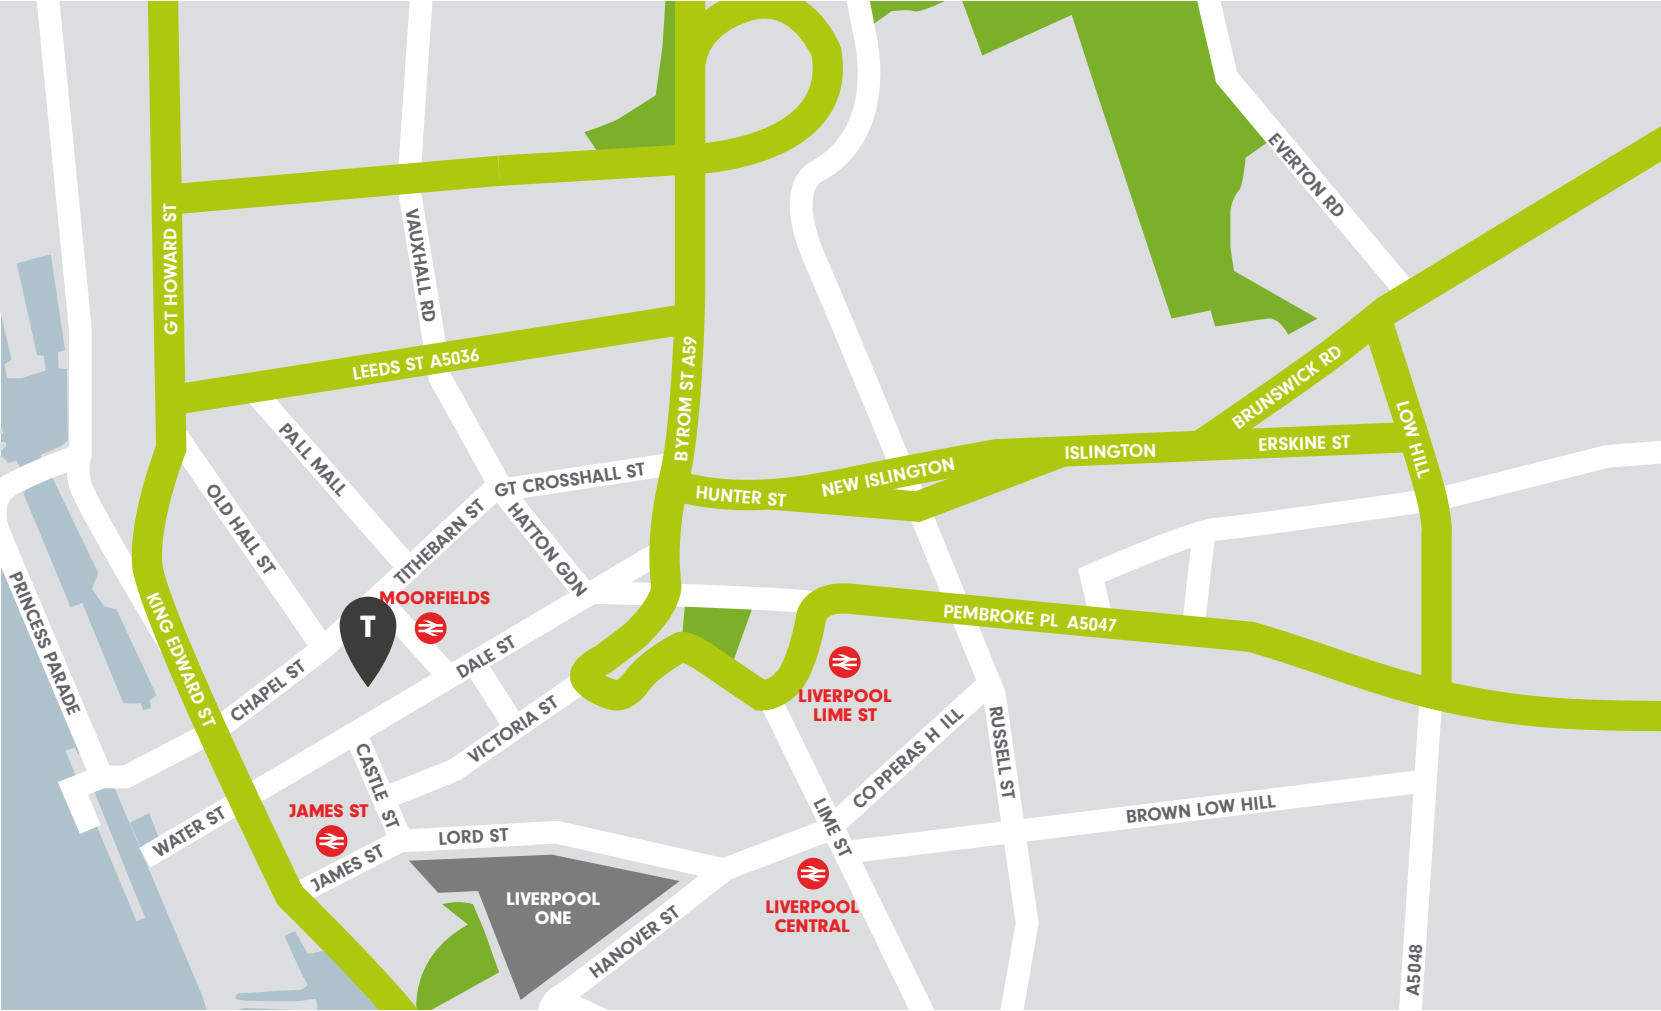 EVERTON RD
GT HOWARD ST
VAUXHALL RD
LEEDS ST A5036
BYROM ST A59
BRUNSWICK RD
LOW HILL
ERSKINE ST
ISLINGTON
NEW ISLINGTON
HUNTER ST
PALL MALL
GT CROSSHALL ST
OLD HALL ST
TITHEBARN ST
HATTON GDN
MOORFIELDS
T
PRINCESS PARADE
KING EDWARD ST
PEMBROKE PL A5047
DALE ST
CHAPEL ST
LIVERPOOL
LIME ST
VICTORIA ST
COPPERAS H ILL
RUSSELL ST
CASTLE ST
JAMES ST
WATER ST
LORD ST
LIME ST
BROWN LOW HILL
JAMES ST
LIVERPOOL
ONE
LIVERPOOL
CENTRAL
HANOVER ST
A5048